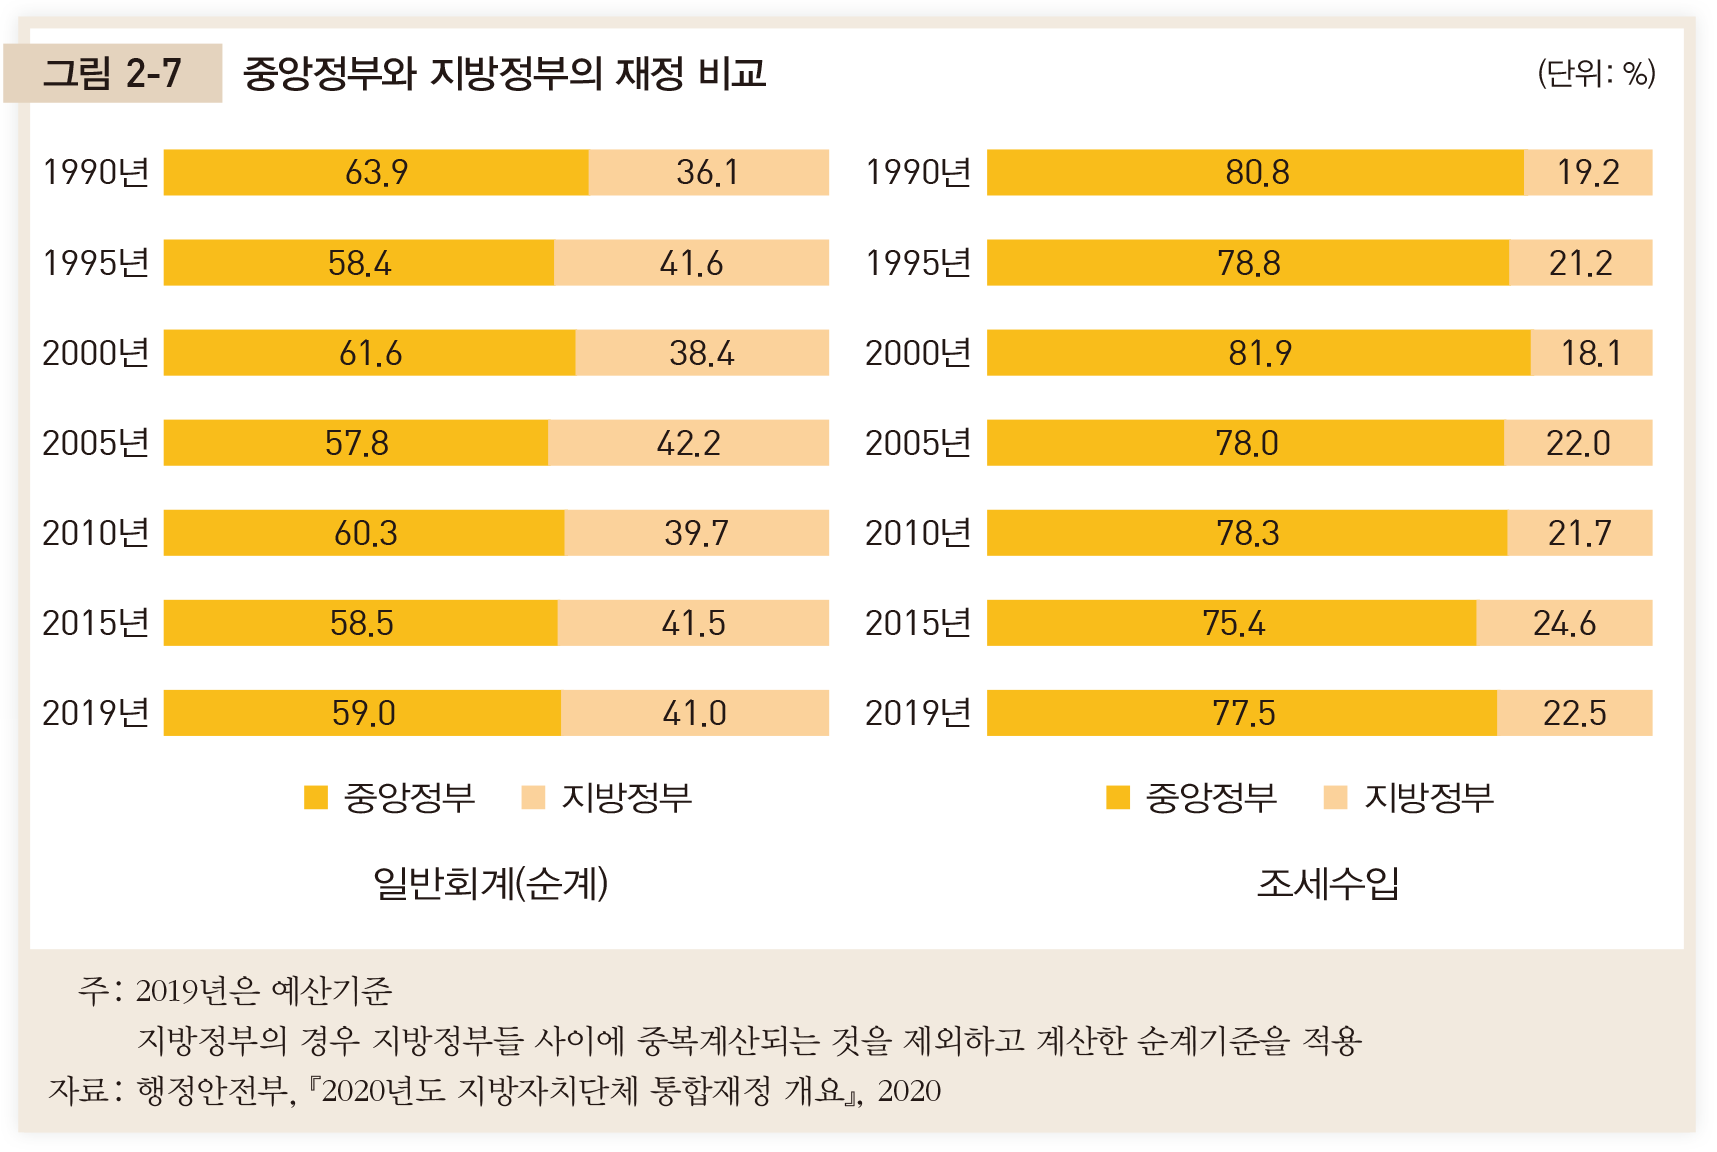 그림 2-7 중앙정부와 지방정부의 재정 비교 (단위: %)
1990년 63.9 36.1
1995년 58.4 41.6
2000년 61.6 38.4
2005년 57.8 42.2
2010년 60.3 39.7
2015년 58.5 41.5
2019년 59.0 41.0
중앙정부 지방정부
일반회계(순계)
1990년 80.8 19.2
1995년 78.8 21.2
2000년 81.9 18.1
2005년 78.0 22.0
2010년 78.3 21.7
2015년 75.4 24.6
2019년 77.5 22.5
중앙정부 지방정부
조세수입
주: 2019년은 예산기준
지방정부의 경우 지방정부들 사이에 중복계산되는 것을 제외하고 계산한 순계기준을 적용
자료: 행정안전부, 『2020년도 지방자치단체 통합재정 개요』, 2020